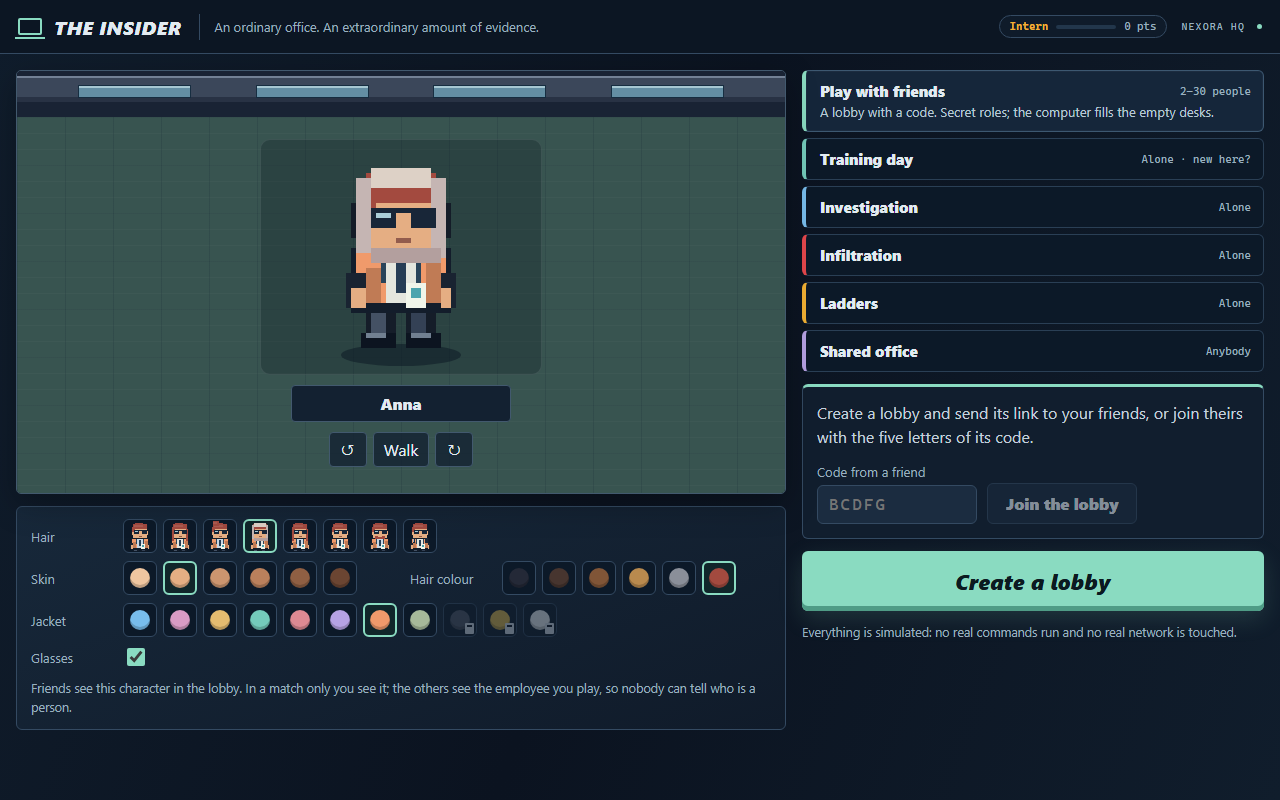 THE INSIDER
An ordinary office. An extraordinary amount of evidence.
Intern 0 pts
NEXORA HQ
Anna
Walk
Hair
Skin
Hair colour
Jacket
Glasses
Friends see this character in the lobby. In a match only you see it; the others see the employee you play, so nobody can tell who is a
person.
Play with friends
2–30 people
A lobby with a code. Secret roles; the computer fills the empty desks.
Training day
Alone · new here?
Investigation
Alone
Infiltration
Alone
Ladders
Alone
Shared office
Anybody
Create a lobby and send its link to your friends, or join theirs
with the five letters of its code.
Code from a friend
BCDFG
Join the lobby
Create a lobby
Everything is simulated: no real commands run and no real network is touched.